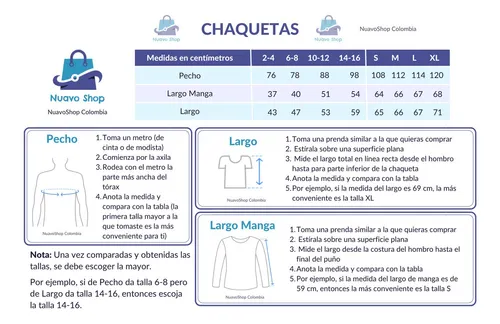 Nuavo Shop
CHAQUETAS
NuavoShop Colombia
Nuavo Shop
NuavoShop Colombia
Medidas en centímetros 2-4 6-8 10-12 14-16 S M L XL
Pecho 76 78 88 98 108 112 114 120
Largo Manga 37 40 51 54 64 66 67 68
Largo 43 47 53 59 65 66 67 71
Pecho
NuavoShop Colombia
1. Toma un metro (de
cinta o de modista)
2. Comienza por la axila
3. Rodea con el metro la
parte más ancha del
tórax
4. Anota la medida y
compara con la tabla (la
primera talla mayor a la
que tomaste es la más
conveniente para ti)
Nota: Una vez comparadas y obtenidas las
tallas, se debe escoger la mayor.
Por ejemplo, si de Pecho da talla 6-8 pero
de Largo da talla 14-16, entonces escoja
la talla 14-16.
Largo
NuavoShop Colombia
1. Toma una prenda similar a la que quieras comprar
2. Estírala sobre una superficie plana
3. Mide el largo total en linea recta desde el hombro
hasta para parte inferior de la chaqueta
4. Anota la medida y compara con la tabla
5. Por ejemplo, si la medida del largo es 69 cm, la más
conveniente es la talla XL
Largo Manga
NuavoShop Colombia
1. Toma una prenda similar a la que quieras comprar
2. Estírala sobre una superficie plana
3. Mide el largo desde la costura del hombro hasta el
final del puño
4. Anota la medida y compara con la tabla
5. Por ejemplo, si la medida del largo de manga es de
59 cm, entonces la más conveniente es la talla S